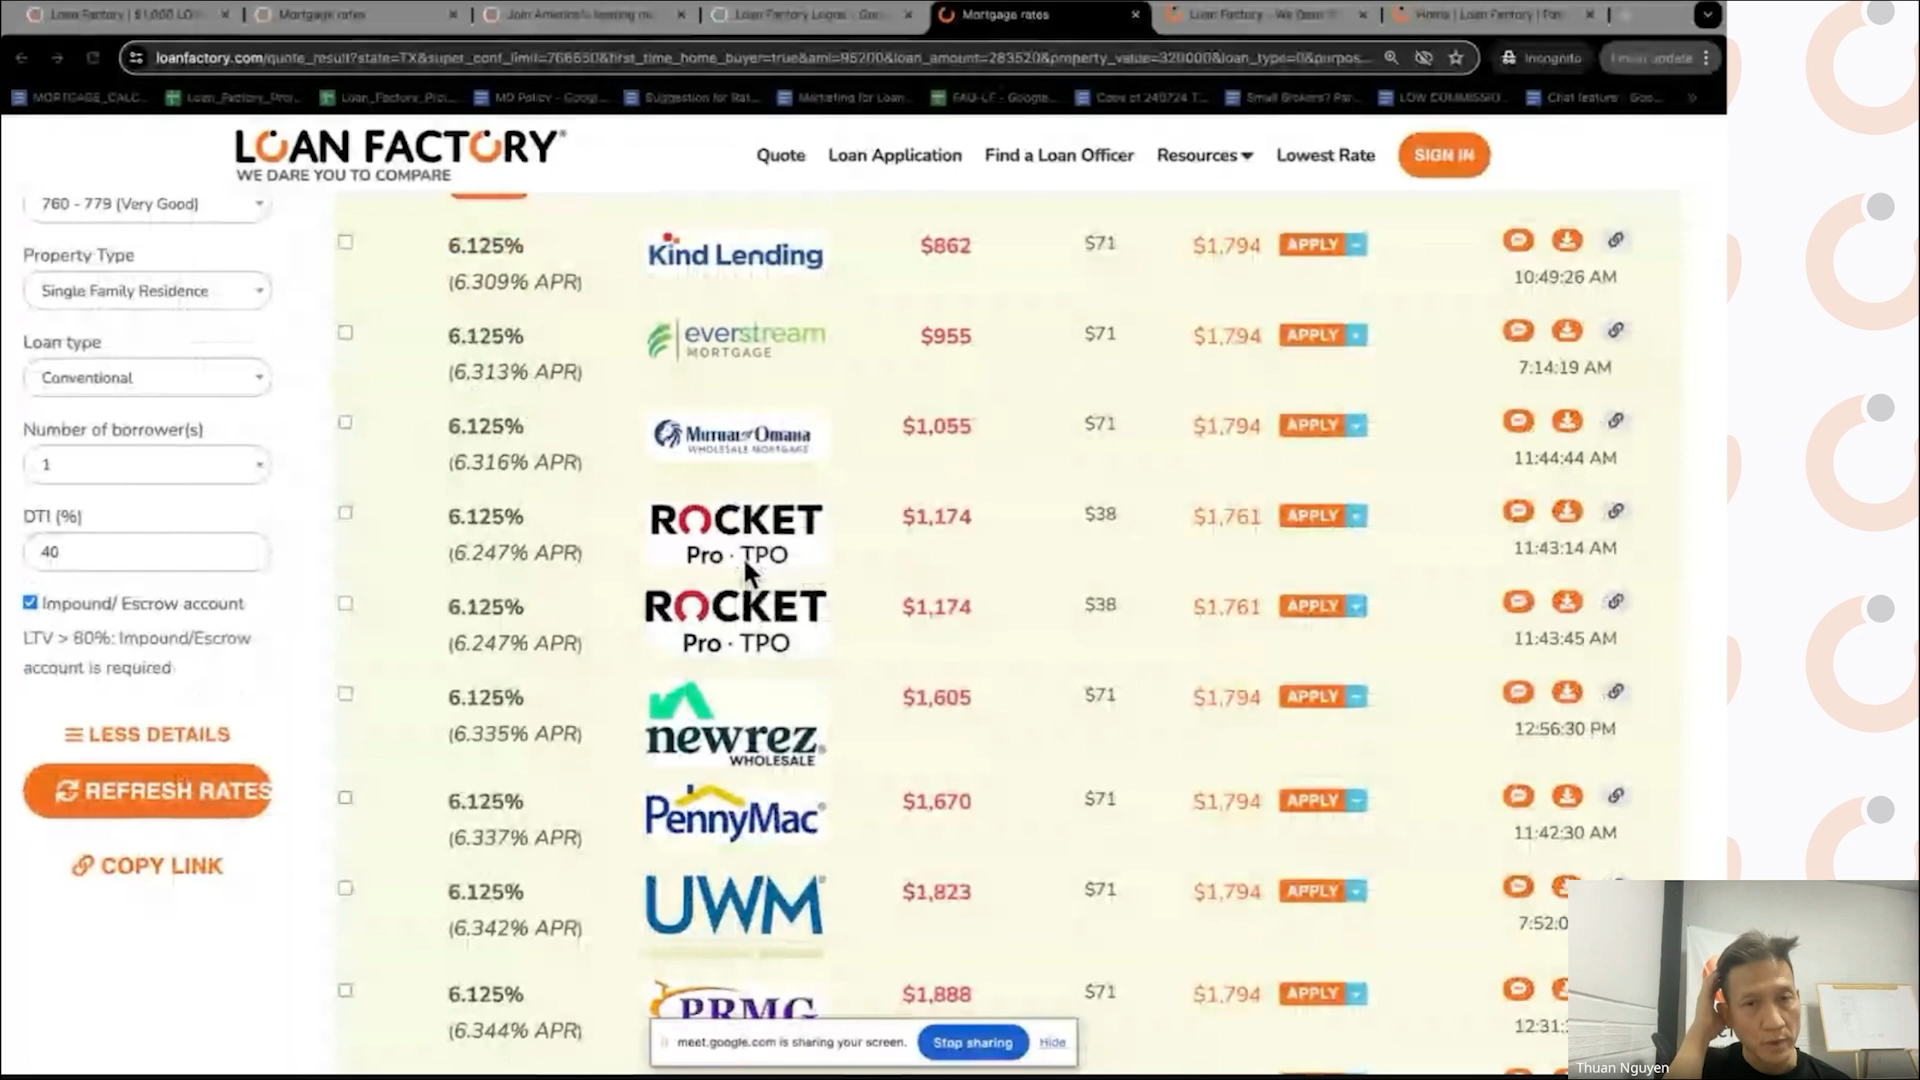 Mortgage rates
Mortgage rates
loanfactory.com/quote_result?state=TX&super_conf_limit=766550&first_time_home_buyer=true&ami=95200&loan_amount=283520&property_value=320000&loan_type=0&purpos...
Incognito
LOAN FACTORY®
WE DARE YOU TO COMPARE
Quote
Loan Application
Find a Loan Officer
Resources
Lowest Rate
SIGN IN
760 - 779 (Very Good)
Property Type
Single Family Residence
Loan type
Conventional
Number of borrower(s)
1
DTI (%)
40
Impound/ Escrow account
LTV > 80%: Impound/Escrow
account is required
LESS DETAILS
REFRESH RATES
COPY LINK
6.125% Kind Lending $862 $71 $1,794 APPLY
(6.309% APR) 10:49:26 AM
6.125% everstream MORTGAGE $955 $71 $1,794 APPLY
(6.313% APR) 7:14:19 AM
6.125% Mutual of Omaha WHOLESALE MORTGAGE $1,055 $71 $1,794 APPLY
(6.316% APR) 11:44:44 AM
6.125% ROCKET Pro · TPO $1,174 $38 $1,761 APPLY
(6.247% APR) 11:43:14 AM
6.125% ROCKET Pro · TPO $1,174 $38 $1,761 APPLY
(6.247% APR) 11:43:45 AM
6.125% newrez WHOLESALE $1,605 $71 $1,794 APPLY
(6.335% APR) 12:56:30 PM
6.125% PennyMac® $1,670 $71 $1,794 APPLY
(6.337% APR) 11:42:30 AM
6.125% UWM $1,823 $71 $1,794 APPLY
(6.342% APR) 7:52:0
6.125% PRMG $1,888 $71 $1,794 APPLY
(6.344% APR) 12:31:
meet.google.com is sharing your screen.
Stop sharing
Hide
Thuan Nguyen